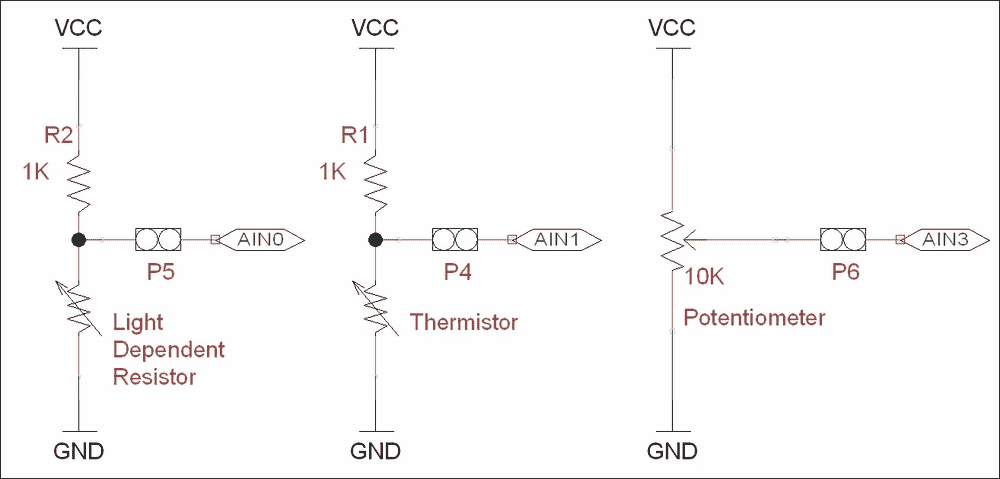 VCC
R2
1K
AIN0
P5
Light
Dependent
Resistor
GND
VCC
R1
1K
AIN1
P4
Thermistor
GND
VCC
AIN3
P6
10K
Potentiometer
GND